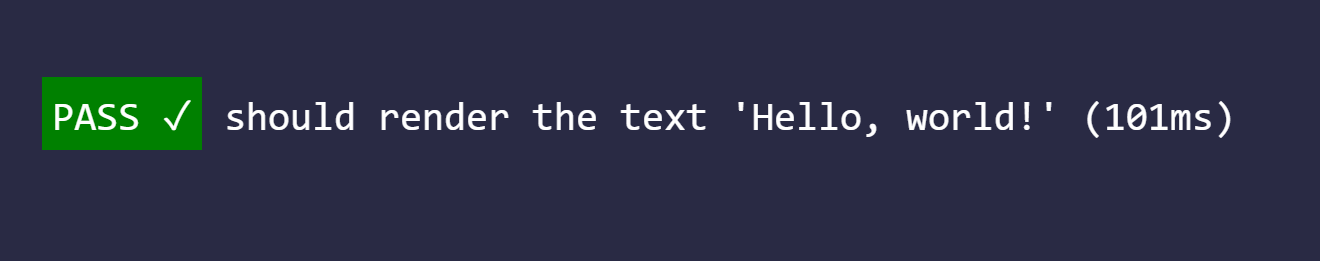 PASS ✓ should render the text 'Hello, world!' (101ms)